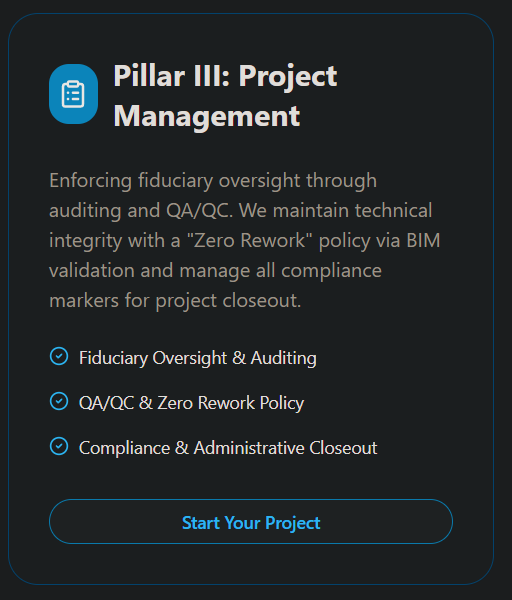 Pillar III: Project
Management
Enforcing fiduciary oversight through
auditing and QA/QC. We maintain technical
integrity with a "Zero Rework" policy via BIM
validation and manage all compliance
markers for project closeout.
Fiduciary Oversight & Auditing
QA/QC & Zero Rework Policy
Compliance & Administrative Closeout
Start Your Project